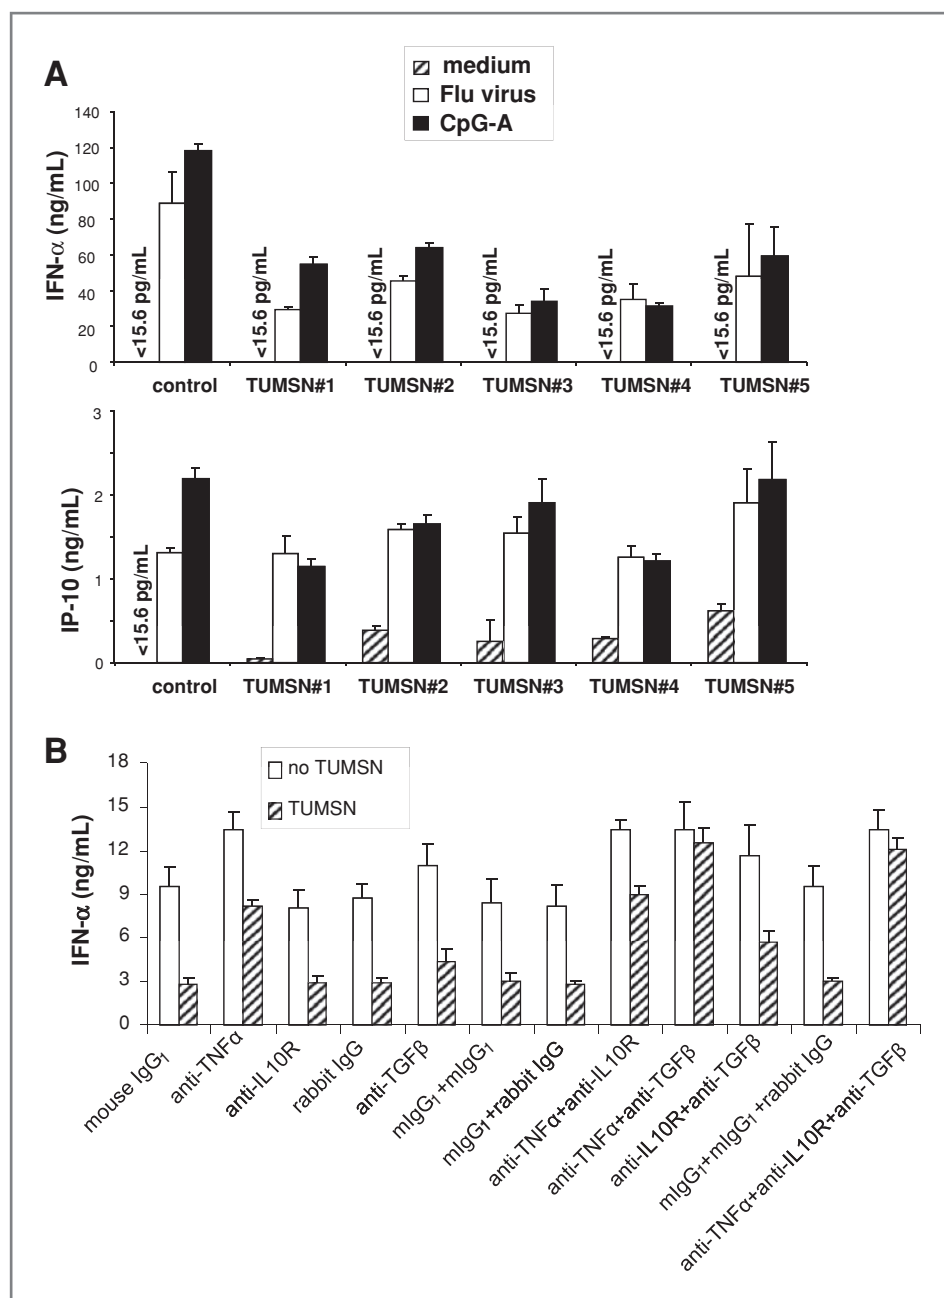 A
medium
Flu virus
CpG-A
IFN-α (ng/mL)
140
120
100
80
60
40
20
0
<15.6 pg/mL
<15.6 pg/mL
<15.6 pg/mL
<15.6 pg/mL
<15.6 pg/mL
<15.6 pg/mL
control TUMSN#1 TUMSN#2 TUMSN#3 TUMSN#4 TUMSN#5
IP-10 (ng/mL)
3
2
1
0
<15.6 pg/mL
control TUMSN#1 TUMSN#2 TUMSN#3 TUMSN#4 TUMSN#5
B
no TUMSN
TUMSN
IFN-α (ng/mL)
18
15
12
9
6
3
0
mouse IgG₁
anti-TNFα
anti-IL10R
rabbit IgG
anti-TGFβ
mIgG₁+mIgG₁
mIgG₁+rabbit IgG
anti-TNFα+anti-IL10R
anti-TNFα+anti-TGFβ
anti-IL10R+anti-TGFβ
mIgG₁+mIgG₁+rabbit IgG
anti-TNFα+anti-IL10R+anti-TGFβ